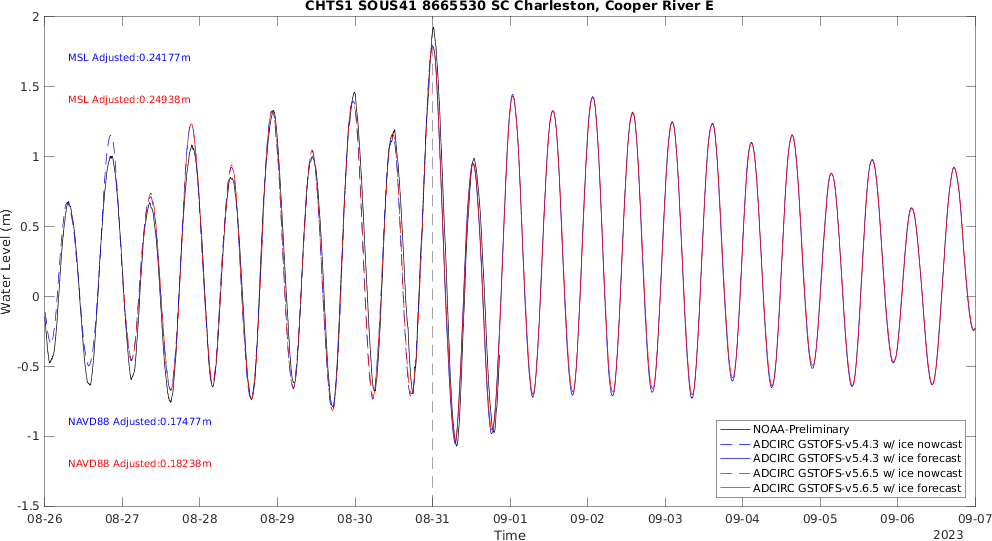 CHTS1 SOUS41 8665530 SC Charleston, Cooper River E
2
1.5
1
0.5
0
-0.5
-1
-1.5
Water Level (m)
MSL Adjusted:0.24177m
MSL Adjusted:0.24938m
NAVD88 Adjusted:0.17477m
NAVD88 Adjusted:0.18238m
NOAA-Preliminary
ADCIRC GSTOFS-v5.4.3 w/ ice nowcast
ADCIRC GSTOFS-v5.4.3 w/ ice forecast
ADCIRC GSTOFS-v5.6.5 w/ ice nowcast
ADCIRC GSTOFS-v5.6.5 w/ ice forecast
08-26 08-27 08-28 08-29 08-30 08-31 09-01 09-02 09-03 09-04 09-05 09-06 09-07
Time
2023